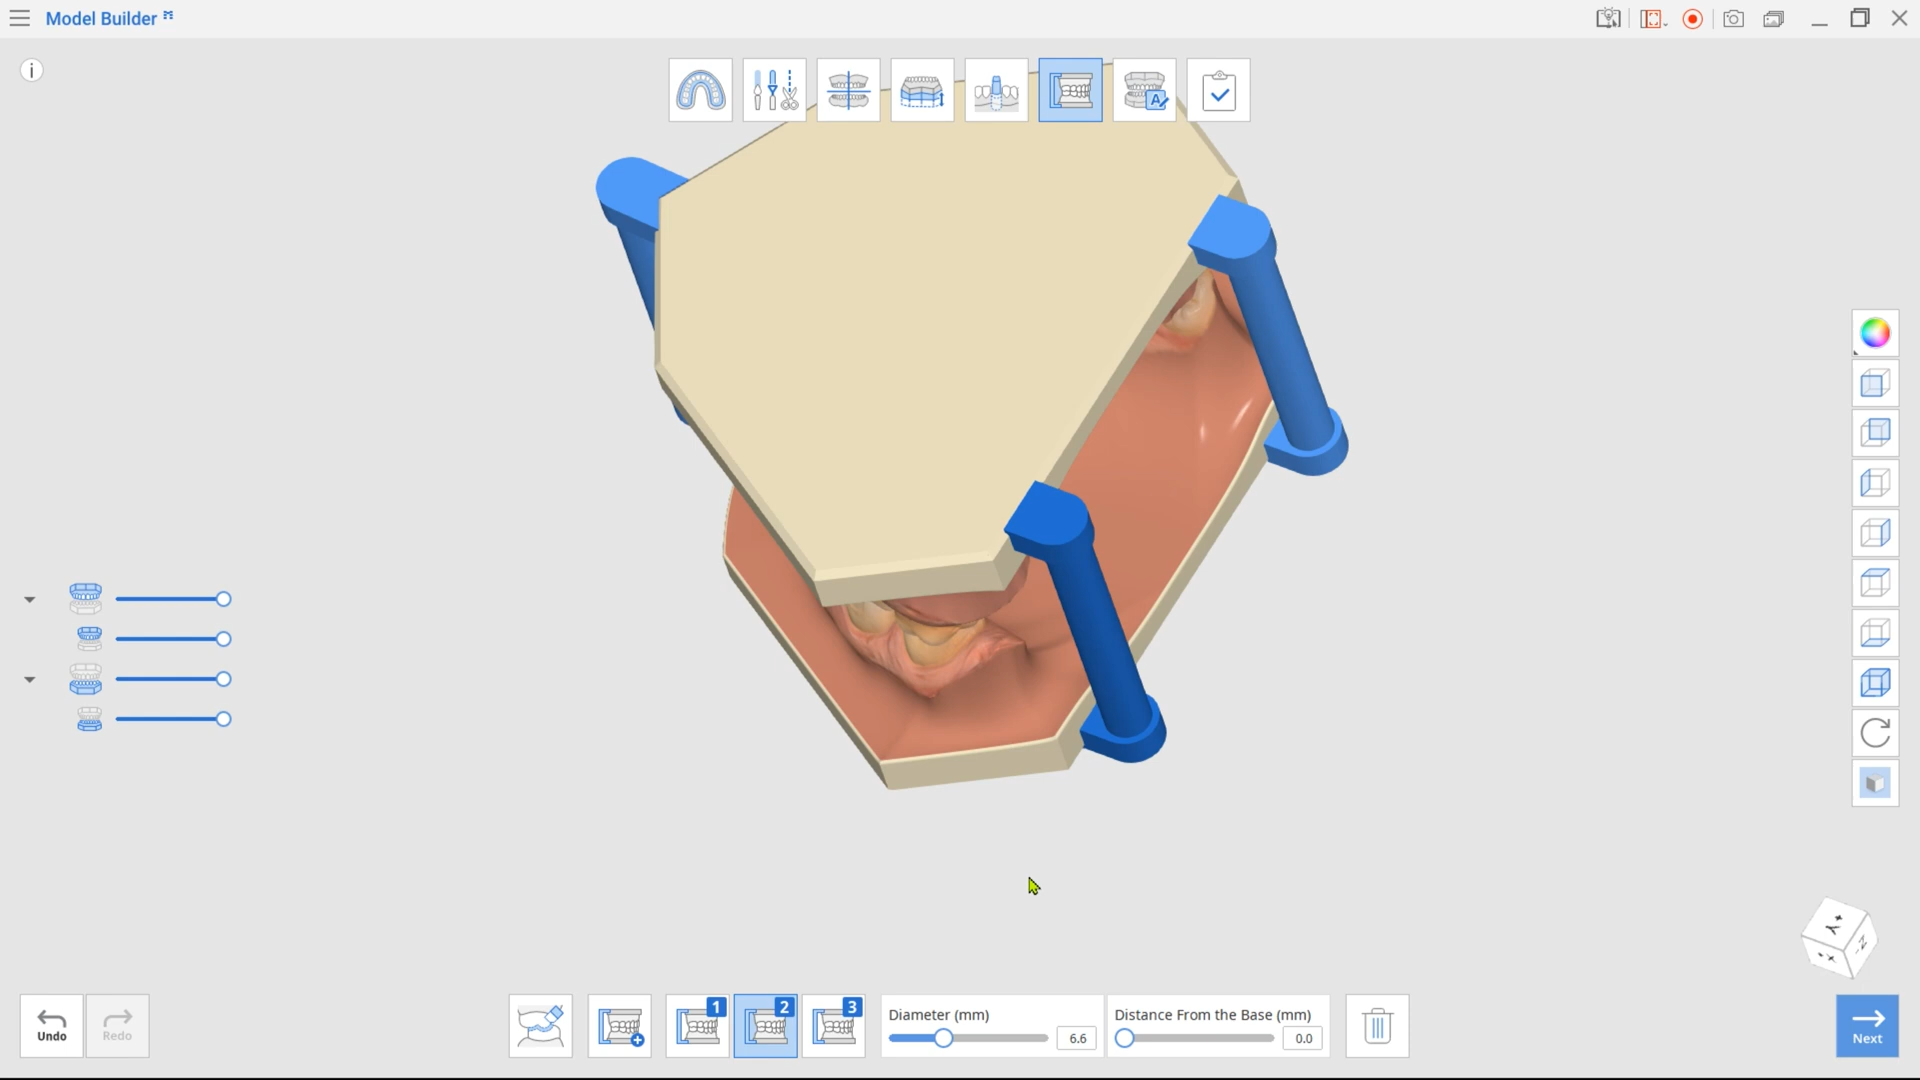 Model Builder
i
A
1
2
3
Undo
Redo
Diameter (mm)
6.6
Distance From the Base (mm)
0.0
Next
+Y
-X
-Z